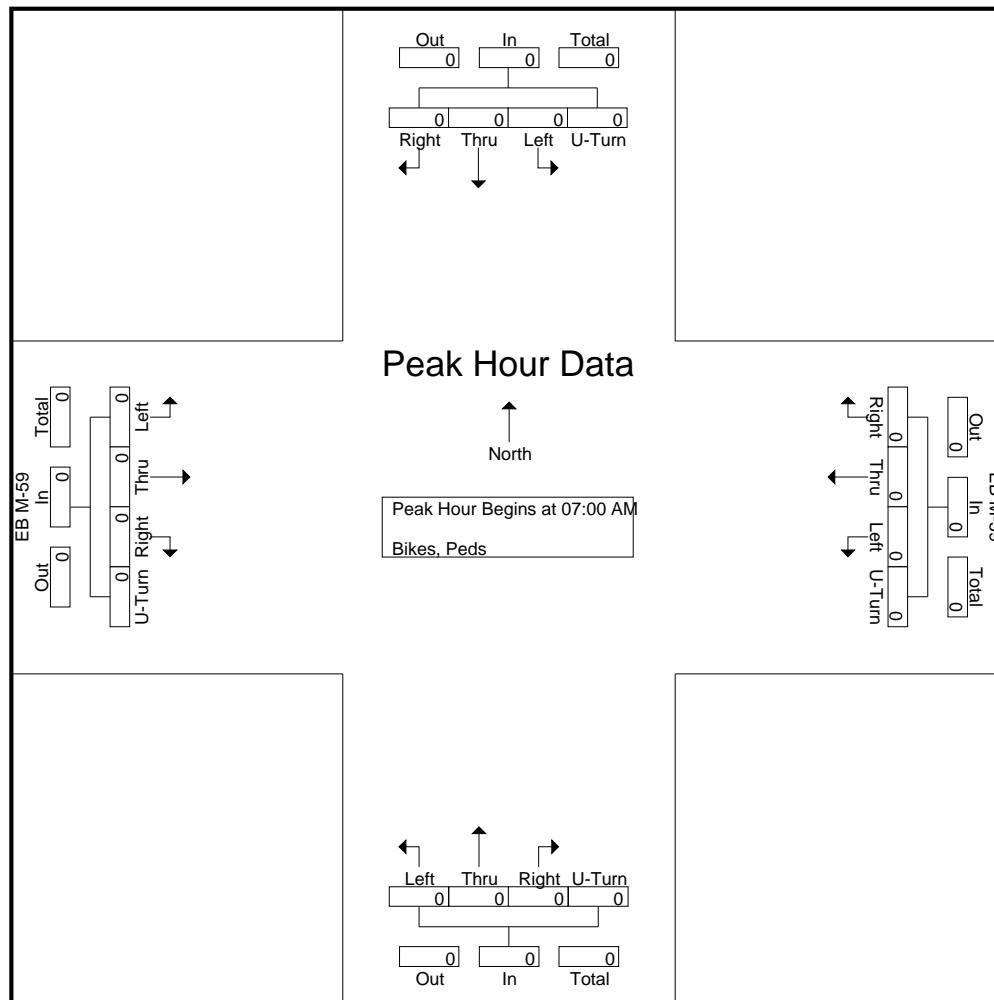 Out In Total
0 0 0
0 0 0 0
Right Thru Left U-Turn
Peak Hour Data
North
Peak Hour Begins at 07:00 AM
Bikes, Peds
EB M-59
Total In Out
0 0 0
0 0 0 0
Left Thru Right U-Turn
Right Thru Left U-Turn
0 0 0 0
Out In Total
0 0 0
Left Thru Right U-Turn
0 0 0 0
0 0 0
Out In Total